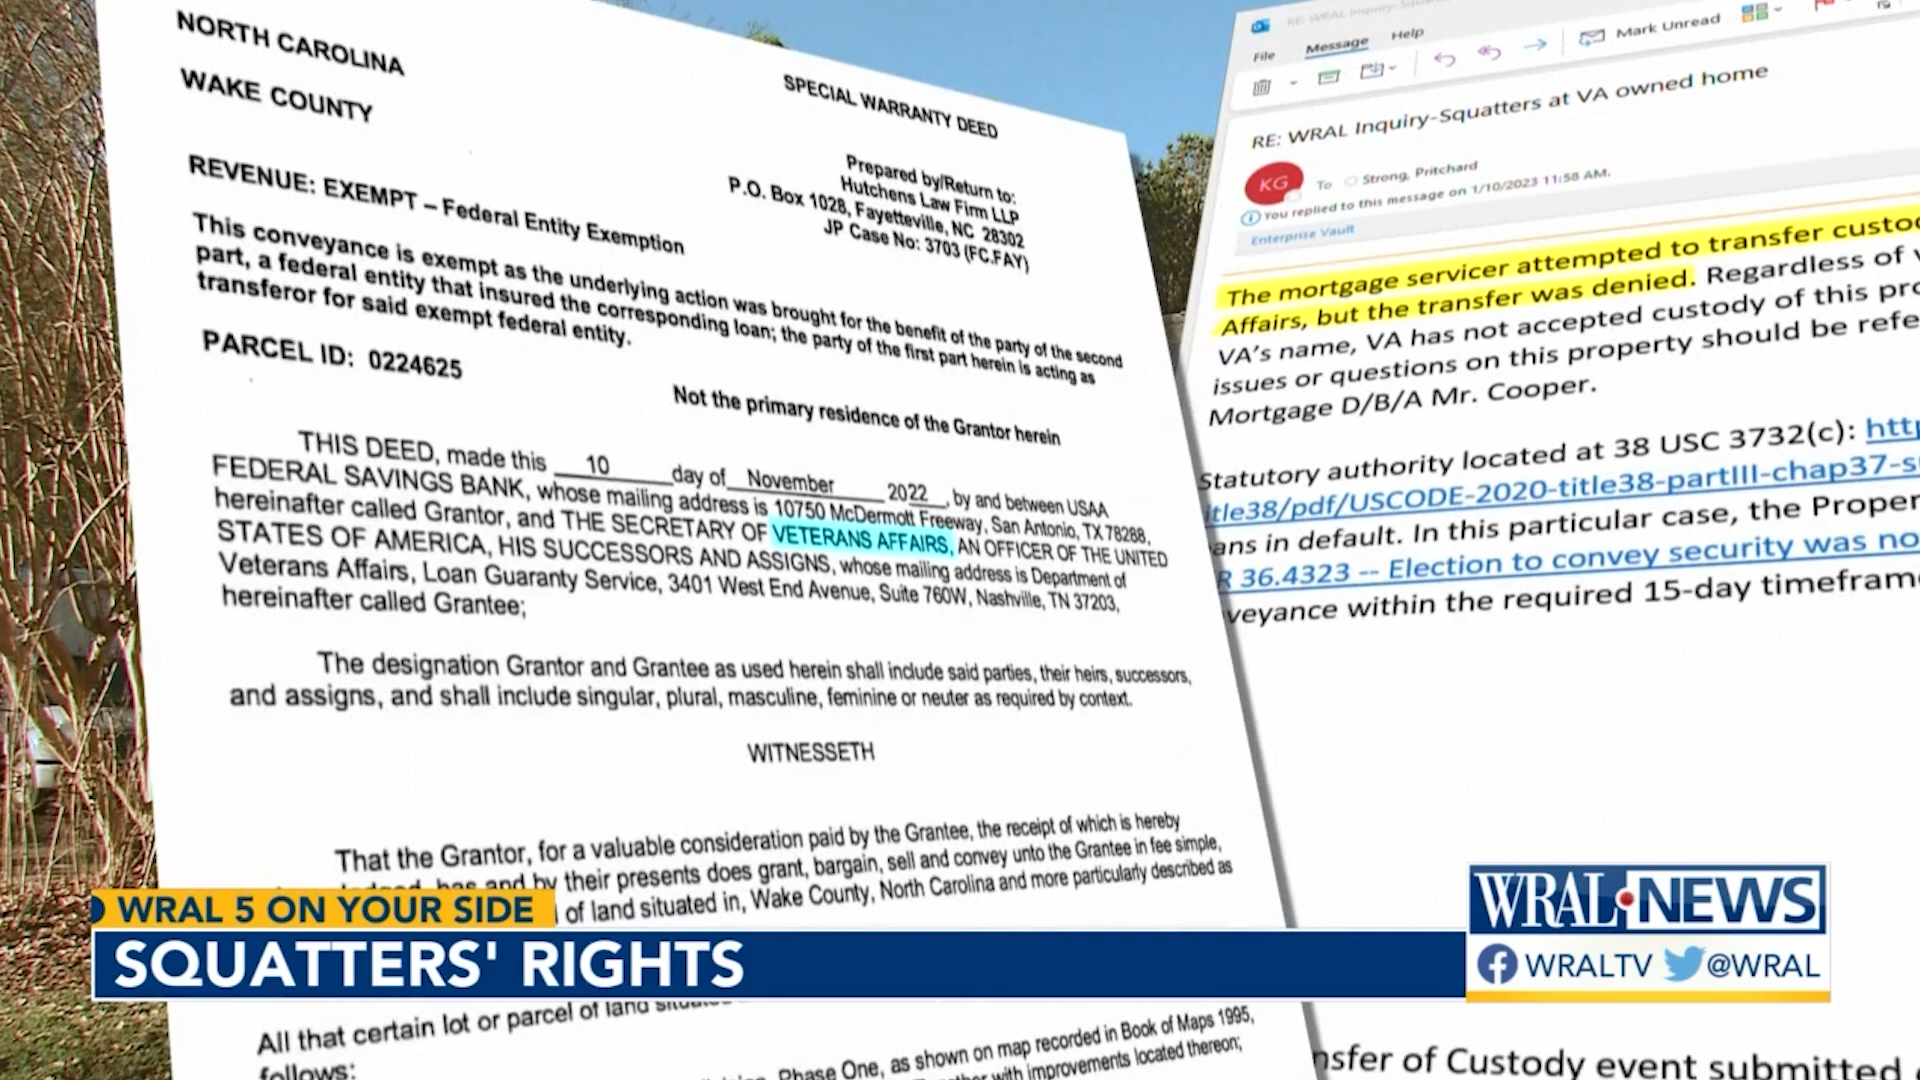 NORTH CAROLINA
WAKE COUNTY
SPECIAL WARRANTY DEED
Prepared by/Return to:
Hutchens Law Firm LLP
P.O. Box 1028, Fayetteville, NC 28302
JP Case No: 3703 (FC.FAY)
REVENUE: EXEMPT – Federal Entity Exemption
This conveyance is exempt as the underlying action was brought for the benefit of the party of the second
part, a federal entity that insured the corresponding loan; the party of the first part herein is acting as
transferor for said exempt federal entity.
PARCEL ID: 0224625
Not the primary residence of the Grantor herein
THIS DEED, made this 10 day of November 2022, by and between USAA
FEDERAL SAVINGS BANK, whose mailing address is 10750 McDermott Freeway, San Antonio, TX 78288,
hereinafter called Grantor, and THE SECRETARY OF VETERANS AFFAIRS, AN OFFICER OF THE UNITED
STATES OF AMERICA, HIS SUCCESSORS AND ASSIGNS, whose mailing address is Department of
Veterans Affairs, Loan Guaranty Service, 3401 West End Avenue, Suite 760W, Nashville, TN 37203,
hereinafter called Grantee;
The designation Grantor and Grantee as used herein shall include said parties, their heirs, successors,
and assigns, and shall include singular, plural, masculine, feminine or neuter as required by context.
WITNESSETH
That the Grantor, for a valuable consideration paid by the Grantee, the receipt of which is hereby
has and by their presents does grant, bargain, sell and convey unto the Grantee in fee simple,
of land situated in, Wake County, North Carolina and more particularly described as
All that certain lot or parcel of land
follows:
Phase One, as shown on map recorded in Book of Maps 1995,
with improvements located thereon;
RE: WRAL Inquiry-Squatters
File Message Help
Mark Unread
RE: WRAL Inquiry-Squatters at VA owned home
KG
To Strong, Pritchard
You replied to this message on 1/10/2023 11:58 AM.
Enterprise Vault
The mortgage servicer attempted to transfer custo
Affairs, but the transfer was denied. Regardless of
VA's name, VA has not accepted custody of this pro
issues or questions on this property should be refe
Mortgage D/B/A Mr. Cooper.
Statutory authority located at 38 USC 3732(c): http
itle38/pdf/USCODE-2020-title38-partIII-chap37-s
ans in default. In this particular case, the Proper
R 36.4323 -- Election to convey security was no
veyance within the required 15-day timefram
nsfer of Custody event submitted
WRAL 5 ON YOUR SIDE
SQUATTERS' RIGHTS
WRAL NEWS
WRALTV @WRAL